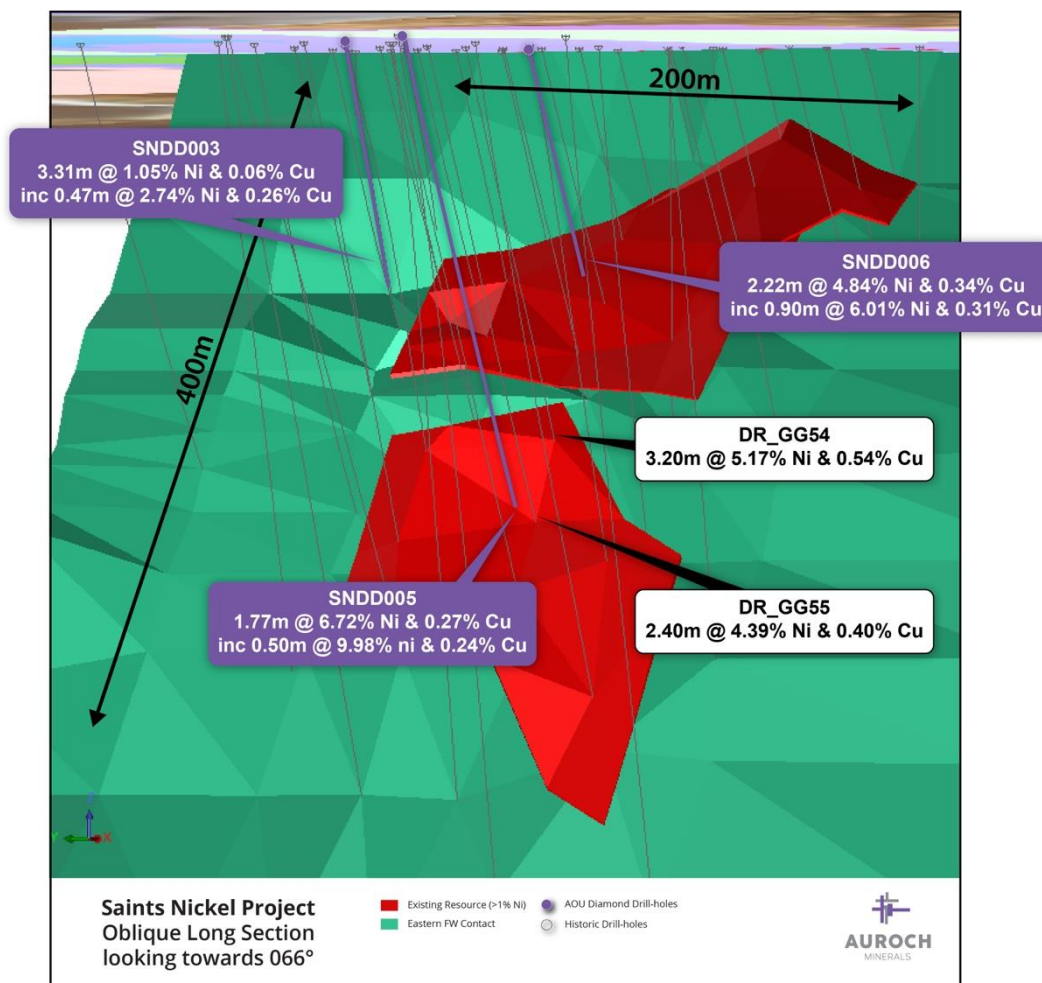 200m
SNDD003
3.31m @ 1.05% Ni & 0.06% Cu
inc 0.47m @ 2.74% Ni & 0.26% Cu
SNDD006
2.22m @ 4.84% Ni & 0.34% Cu
inc 0.90m @ 6.01% Ni & 0.31% Cu
400m
DR_GG54
3.20m @ 5.17% Ni & 0.54% Cu
SNDD005
1.77m @ 6.72% Ni & 0.27% Cu
inc 0.50m @ 9.98% ni & 0.24% Cu
DR_GG55
2.40m @ 4.39% Ni & 0.40% Cu
Z
Y
X
Saints Nickel Project
Oblique Long Section
looking towards 066°
Existing Resource (>1% Ni)
Eastern FW Contact
AOU Diamond Drill-holes
Historic Drill-holes
AUROCH
MINERALS